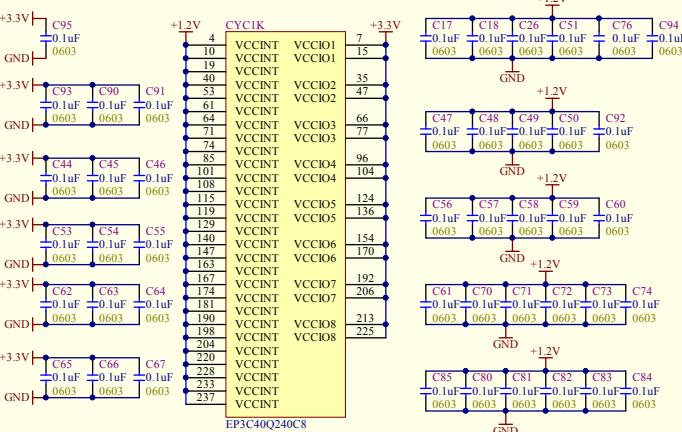 +3.3V
C95
0.1uF
0603
GND
+3.3V
C93 C90 C91
0.1uF 0.1uF 0.1uF
0603 0603 0603
GND
+3.3V
C44 C45 C46
0.1uF 0.1uF 0.1uF
0603 0603 0603
GND
+3.3V
C53 C54 C55
0.1uF 0.1uF 0.1uF
0603 0603 0603
GND
+3.3V
C62 C63 C64
0.1uF 0.1uF 0.1uF
0603 0603 0603
GND
+3.3V
C65 C66 C67
0.1uF 0.1uF 0.1uF
0603 0603 0603
GND
+1.2V CYC1K +3.3V
4 VCCINT VCCIO1 7
10 VCCINT VCCIO1 15
19 VCCINT
40 VCCINT VCCIO2 35
53 VCCINT VCCIO2 47
61 VCCINT
64 VCCINT VCCIO3 66
71 VCCINT VCCIO3 77
74 VCCINT
85 VCCINT VCCIO4 96
101 VCCINT VCCIO4 104
108 VCCINT
115 VCCINT VCCIO5 124
119 VCCINT VCCIO5 136
129 VCCINT
140 VCCINT VCCIO6 154
147 VCCINT VCCIO6 170
163 VCCINT
167 VCCINT VCCIO7 192
174 VCCINT VCCIO7 206
181 VCCINT
190 VCCINT VCCIO8 213
198 VCCINT VCCIO8 225
204 VCCINT
220 VCCINT
228 VCCINT
233 VCCINT
237 VCCINT
EP3C40Q240C8
+1.2V
C17 C18 C26 C51 C76 C94
0.1uF 0.1uF 0.1uF 0.1uF 0.1uF 0.1uF
0603 0603 0603 0603 0603 0603
GND
+1.2V
C47 C48 C49 C50 C92
0.1uF 0.1uF 0.1uF 0.1uF 0.1uF
0603 0603 0603 0603 0603
GND
+1.2V
C56 C57 C58 C59 C60
0.1uF 0.1uF 0.1uF 0.1uF 0.1uF
0603 0603 0603 0603 0603
GND
+1.2V
C61 C70 C71 C72 C73 C74
0.1uF 0.1uF 0.1uF 0.1uF 0.1uF 0.1uF
0603 0603 0603 0603 0603 0603
GND
+1.2V
C85 C80 C81 C82 C83 C84
0.1uF 0.1uF 0.1uF 0.1uF 0.1uF 0.1uF
0603 0603 0603 0603 0603 0603
GND